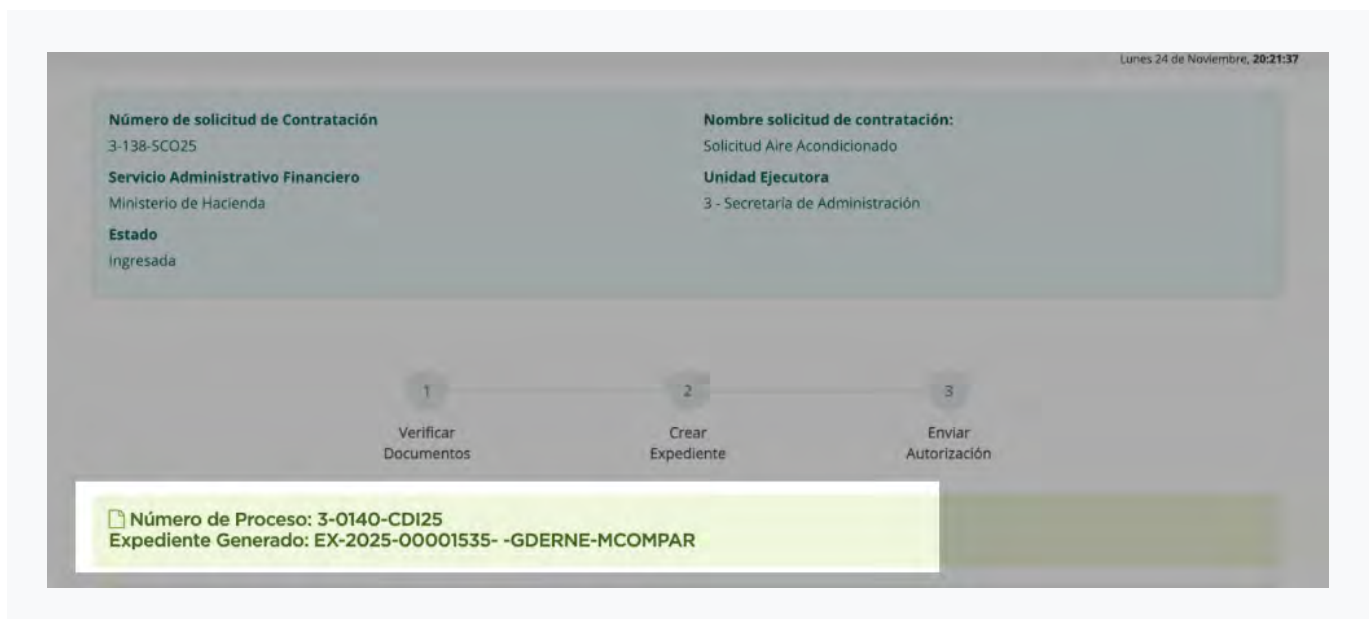 Lunes 24 de Noviembre, 20:21:37
Número de solicitud de Contratación
3-138-SCO25
Servicio Administrativo Financiero
Ministerio de Hacienda
Estado
Ingresada
Nombre solicitud de contratación:
Solicitud Aire Acondicionado
Unidad Ejecutora
3 - Secretaría de Administración
1
Verificar
Documentos
2
Crear
Expediente
3
Enviar
Autorización
Número de Proceso: 3-0140-CDI25
Expediente Generado: EX-2025-00001535- -GDERNE-MCOMPAR